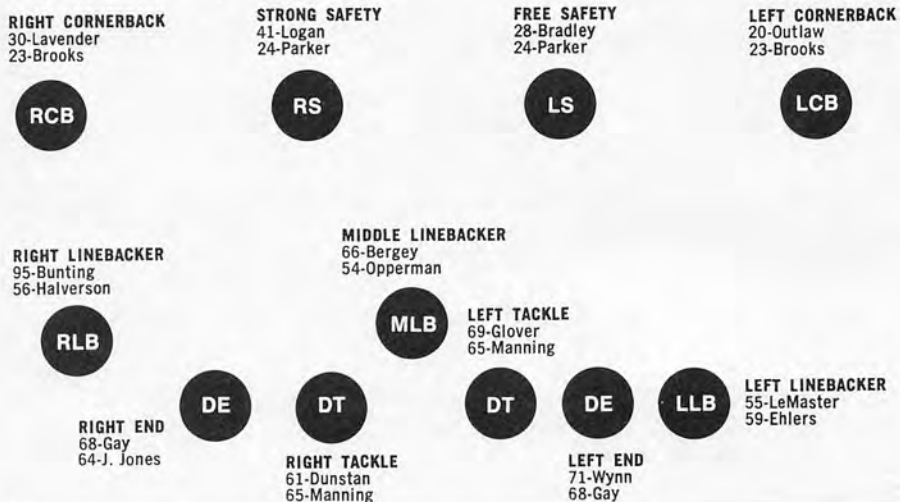 RIGHT CORNERBACK
30-Lavender
23-Brooks
RCB
STRONG SAFETY
41-Logan
24-Parker
RS
FREE SAFETY
28-Bradley
24-Parker
LS
LEFT CORNERBACK
20-Outlaw
23-Brooks
LCB
RIGHT LINEBACKER
95-Bunting
56-Halverson
RLB
MIDDLE LINEBACKER
66-Bergey
54-Opperman
MLB
LEFT TACKLE
69-Glover
65-Manning
DT
RIGHT END
68-Gay
64-J. Jones
DE
DT
RIGHT TACKLE
61-Dunstan
65-Manning
DE
LEFT END
71-Wynn
68-Gay
LLB
LEFT LINEBACKER
55-LeMaster
59-Ehlers